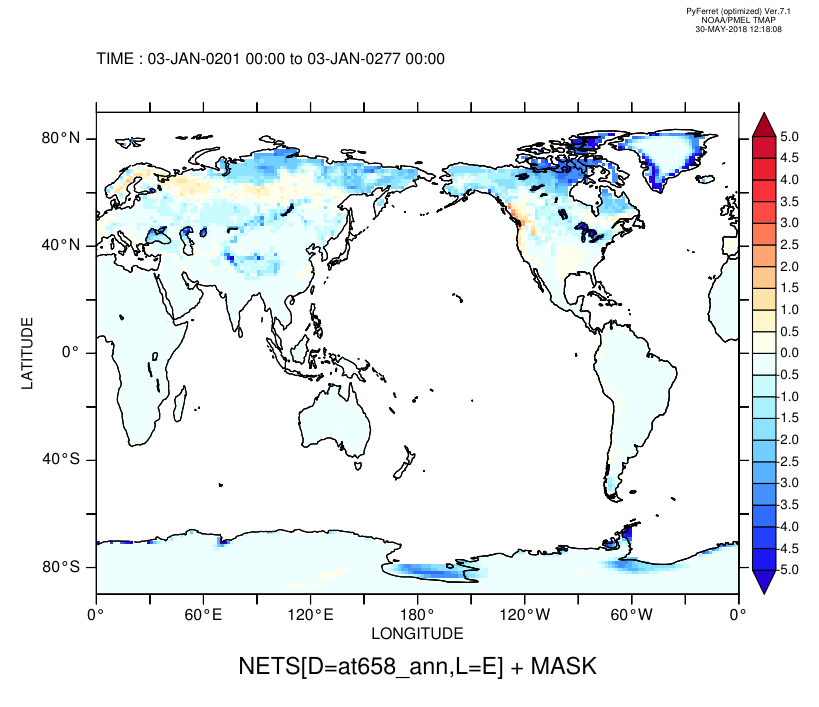 PyFerret (optimized) Ver.7.1
NOAA/PMEL TMAP
30-MAY-2018 12:18:08
TIME : 03-JAN-0201 00:00 to 03-JAN-0277 00:00
80°N
40°N
0°
40°S
80°S
LATITUDE
0°
60°E
120°E
180°
120°W
60°W
0°
LONGITUDE
5.0
4.5
4.0
3.5
3.0
2.5
2.0
1.5
1.0
0.5
0.0
-0.5
-1.0
-1.5
-2.0
-2.5
-3.0
-3.5
-4.0
-4.5
-5.0
NETS[D=at658_ann,L=E] + MASK